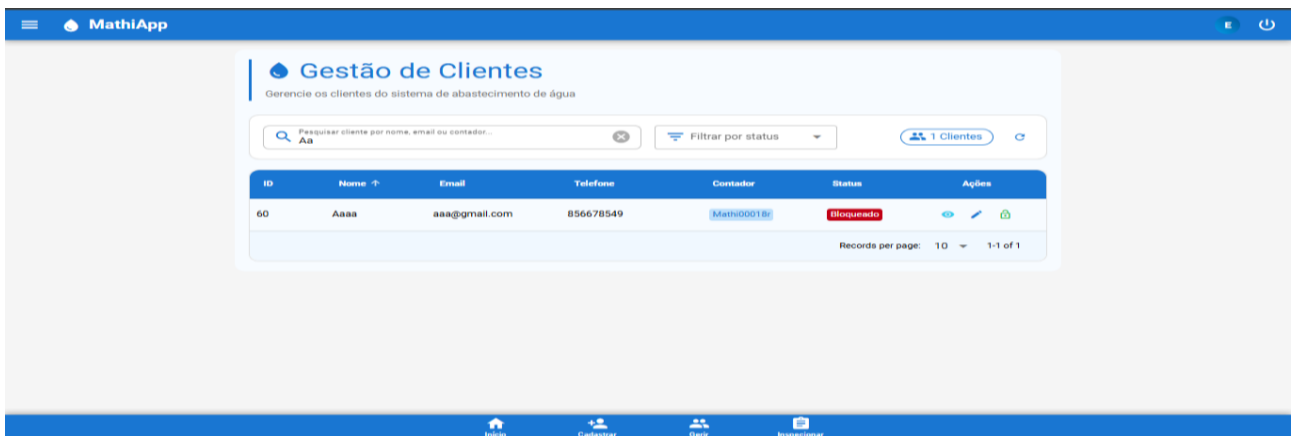 MathiApp E
Gestão de Clientes
Gerencie os clientes do sistema de abastecimento de água
Pesquisar cliente por nome, email ou contador...
Aa
Filtrar por status
1 Clientes
ID Nome Email Telefone Contador Status Ações
60 Aaaa aaa@gmail.com 856678549 Mathi00018r Bloqueado
Records per page: 10 1-1 of 1
Início Cadastrar Gerir Inspecionar